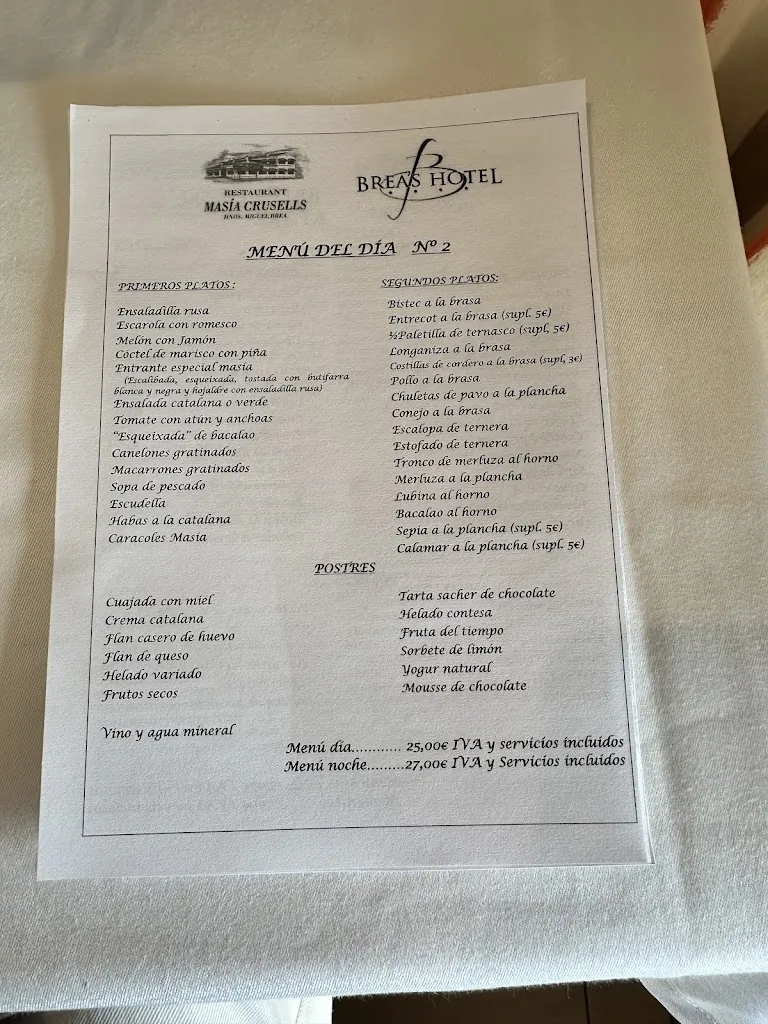 RESTAURANT
MASÍA CRUSELLS
HNOS. MIGUEL BREA
BREA'S HOTEL
MENÚ DEL DÍA Nº 2
PRIMEROS PLATOS:
Ensaladilla rusa
Escarola con romesco
Melón con Jamón
Cóctel de marisco con piña
Entrante especial masia
(Escalibada, esqueixada, tostada con butifarra
blanca y negra y hojaldre con ensaladilla rusa)
Ensalada catalana o verde
Tomate con atún y anchoas
"Esqueixada" de bacalao
Canelones gratinados
Macarrones gratinados
Sopa de pescado
Escudella
Habas a la catalana
Caracoles Masia
SEGUNDOS PLATOS:
Bistec a la brasa
Entrecot a la brasa (supl. 5€)
½Paletilla de ternasco (supl, 5€)
Longaniza a la brasa
Costillas de cordero a la brasa (supl, 3€)
Pollo a la brasa
Chuletas de pavo a la plancha
Conejo a la brasa
Escalopa de ternera
Estofado de ternera
Tronco de merluza al horno
Merluza a la plancha
Lubina al horno
Bacalao al horno
Sepia a la plancha (supl. 5€)
Calamar a la plancha (supl. 5€)
POSTRES
Cuajada con miel
Crema catalana
Flan casero de huevo
Flan de queso
Helado variado
Frutos secos
Tarta sacher de chocolate
Helado contesa
Fruta del tiempo
Sorbete de limón
Yogur natural
Mousse de chocolate
Vino y agua mineral
Menú día............ 25,00€ IVA y servicios incluidos
Menú noche.........27,00€ IVA y Servicios incluidos